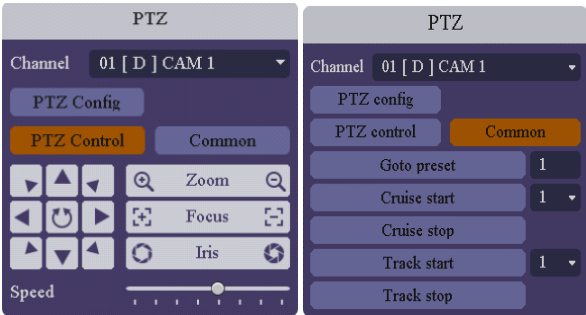 PTZ
Channel 01 [ D ] CAM 1
PTZ Config
PTZ Control Common
Zoom
Focus
Iris
Speed
PTZ
Channel 01 [ D ] CAM 1
PTZ config
PTZ control Common
Goto preset 1
Cruise start 1
Cruise stop
Track start 1
Track stop